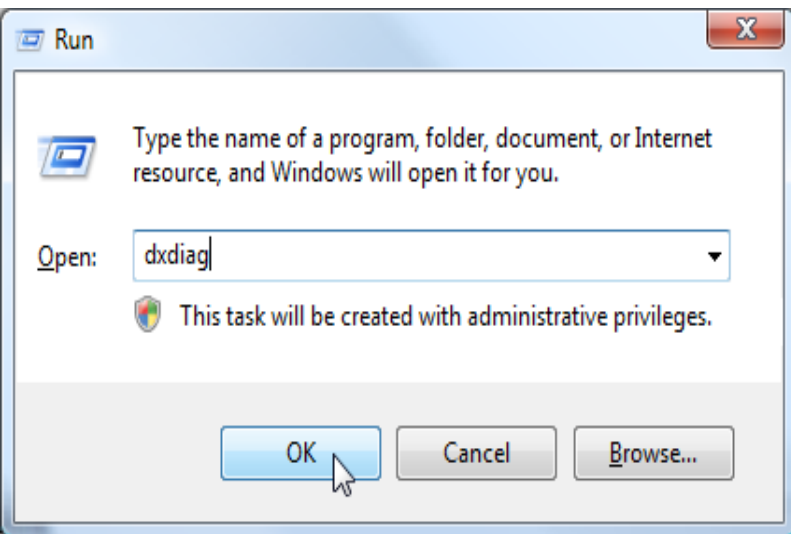 Run
X
Type the name of a program, folder, document, or Internet
resource, and Windows will open it for you.
Open: dxdiag
This task will be created with administrative privileges.
OK Cancel Browse...